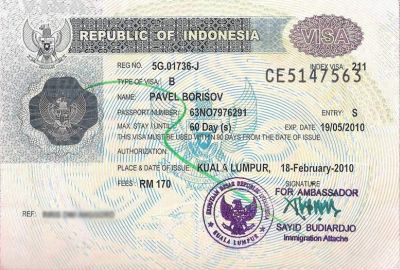 REPUBLIC OF INDONESIA VISA
INDEX VISA: 211
REG NO. 5G.01736-J CE5147563
TYPE OF VISA: B
NAME: PAVEL BORISOV
PASSPORT NUMBER: 63NO7976291 ENTRY: S
MAX. STAY UNTIL: 60 Day (s) EXP. DATE 19/05/2010
THIS VISA MUST BE USED WITHIN 90 DAYS FROM THE DATE OF ISSUE.
AUTHORIZATION:
PLACE & DATE OF ISSUE: KUALA LUMPUR, 18-February-2010
FEES : RM 170 SIGNATURE
FOR AMBASSADOR
REF:
KEDUTAAN BESAR REPUBLIK INDONESIA
KUALA LUMPUR
SAYID BUDIARDJO
Immigration Attache